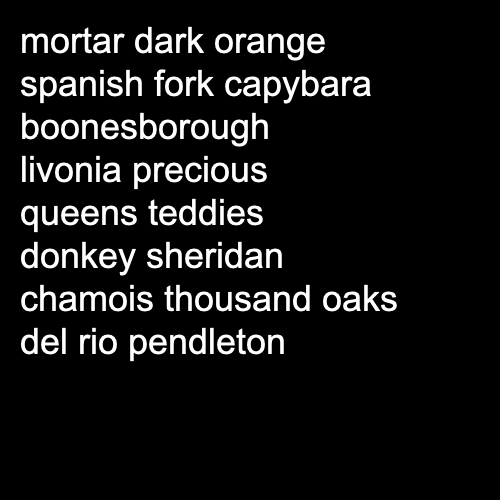 mortar dark orange
spanish fork capybara
boonesborough
livonia precious
queens teddies
donkey sheridan
chamois thousand oaks
del rio pendleton